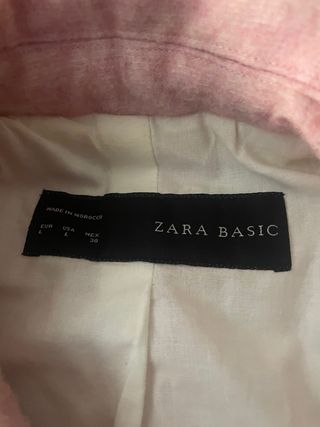 MADE IN MOROCCO
EUR USA MEX
L L 30
ZARA BASIC